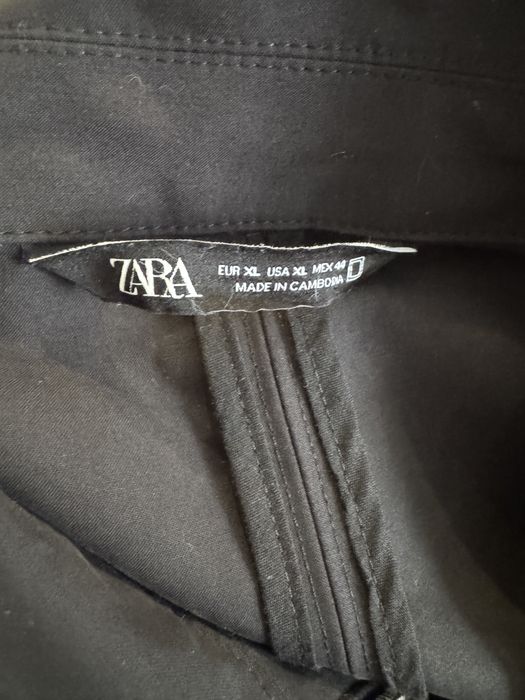 ZARA
EUR XL USA XL MEX 44
MADE IN CAMBODIA